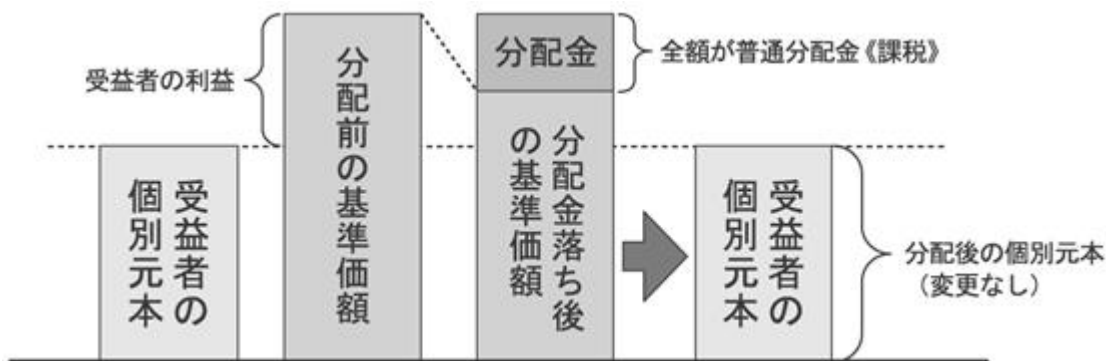 受益者の利益
受益者の
個別元本
分配前の基準価額
分配金
全額が普通分配金《課税》
分配金落ち後
の基準価額
受益者の
個別元本
分配後の個別元本
（変更なし）